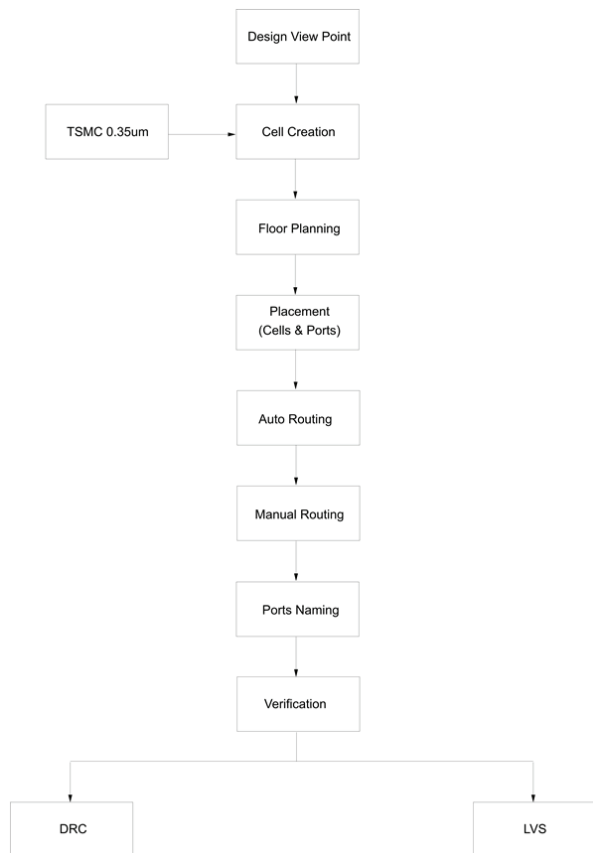 Design View Point
TSMC 0.35um
Cell Creation
Floor Planning
Placement
(Cells & Ports)
Auto Routing
Manual Routing
Ports Naming
Verification
DRC
LVS